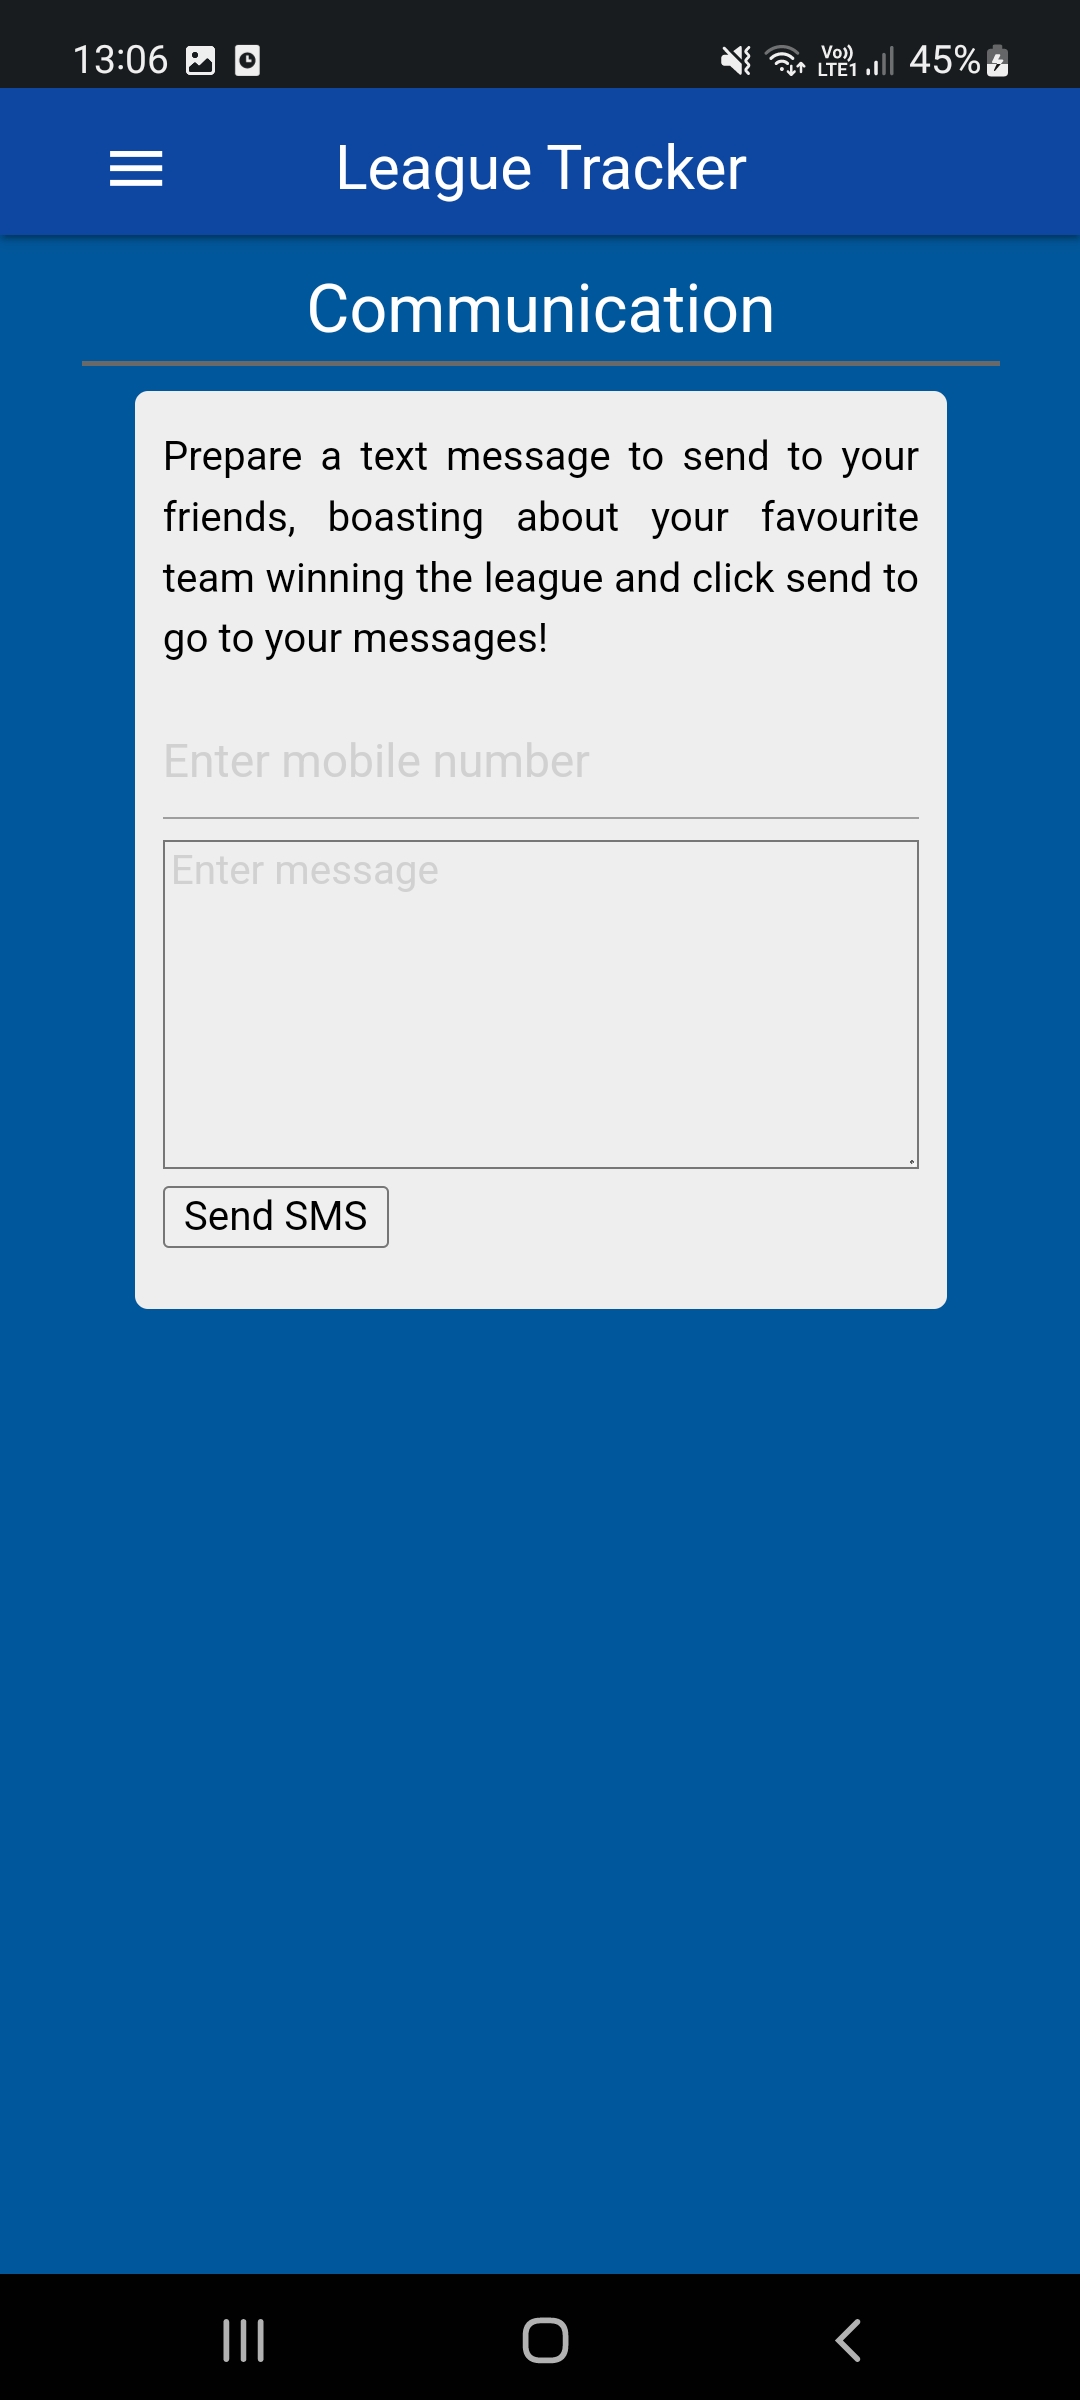 13:06 Vo)) LTE1 45%
League Tracker
Communication
Prepare a text message to send to your
friends, boasting about your favourite
team winning the league and click send to
go to your messages!
Enter mobile number
Enter message
Send SMS